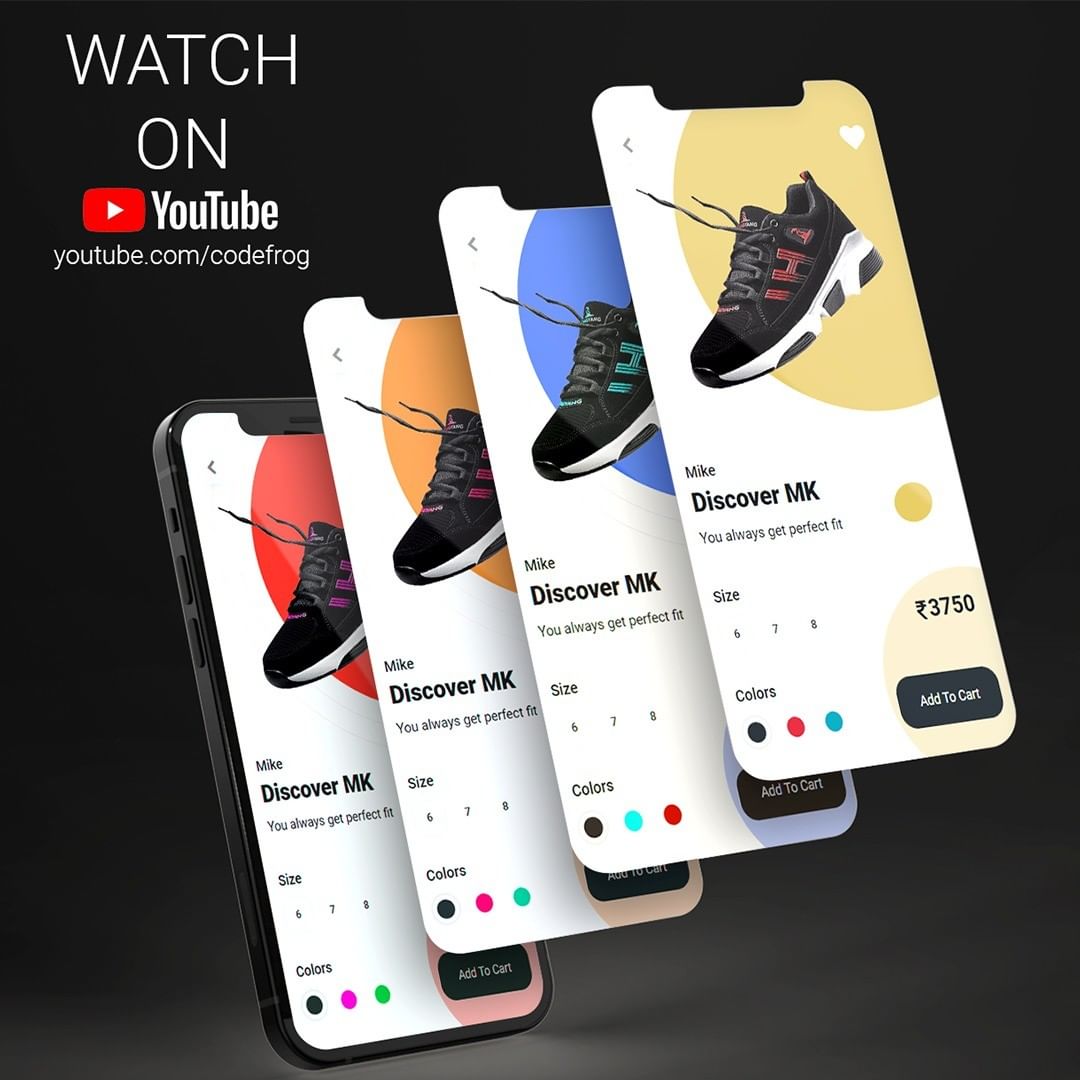 WATCH
ON
YouTube
youtube.com/codefrog
Mike
Discover MK
You always get perfect fit
Size
6 7 8
₹3750
Colors
Add To Cart
Mike
Discover MK
You always get perfect fit
Size
6 7 8
Colors
Add To Cart
Mike
Discover MK
You always get perfect fit
Size
6 7 8
Colors
Add To Cart
Mike
Discover MK
You always get perfect fit
Size
6 7 8
Colors
Add To Cart